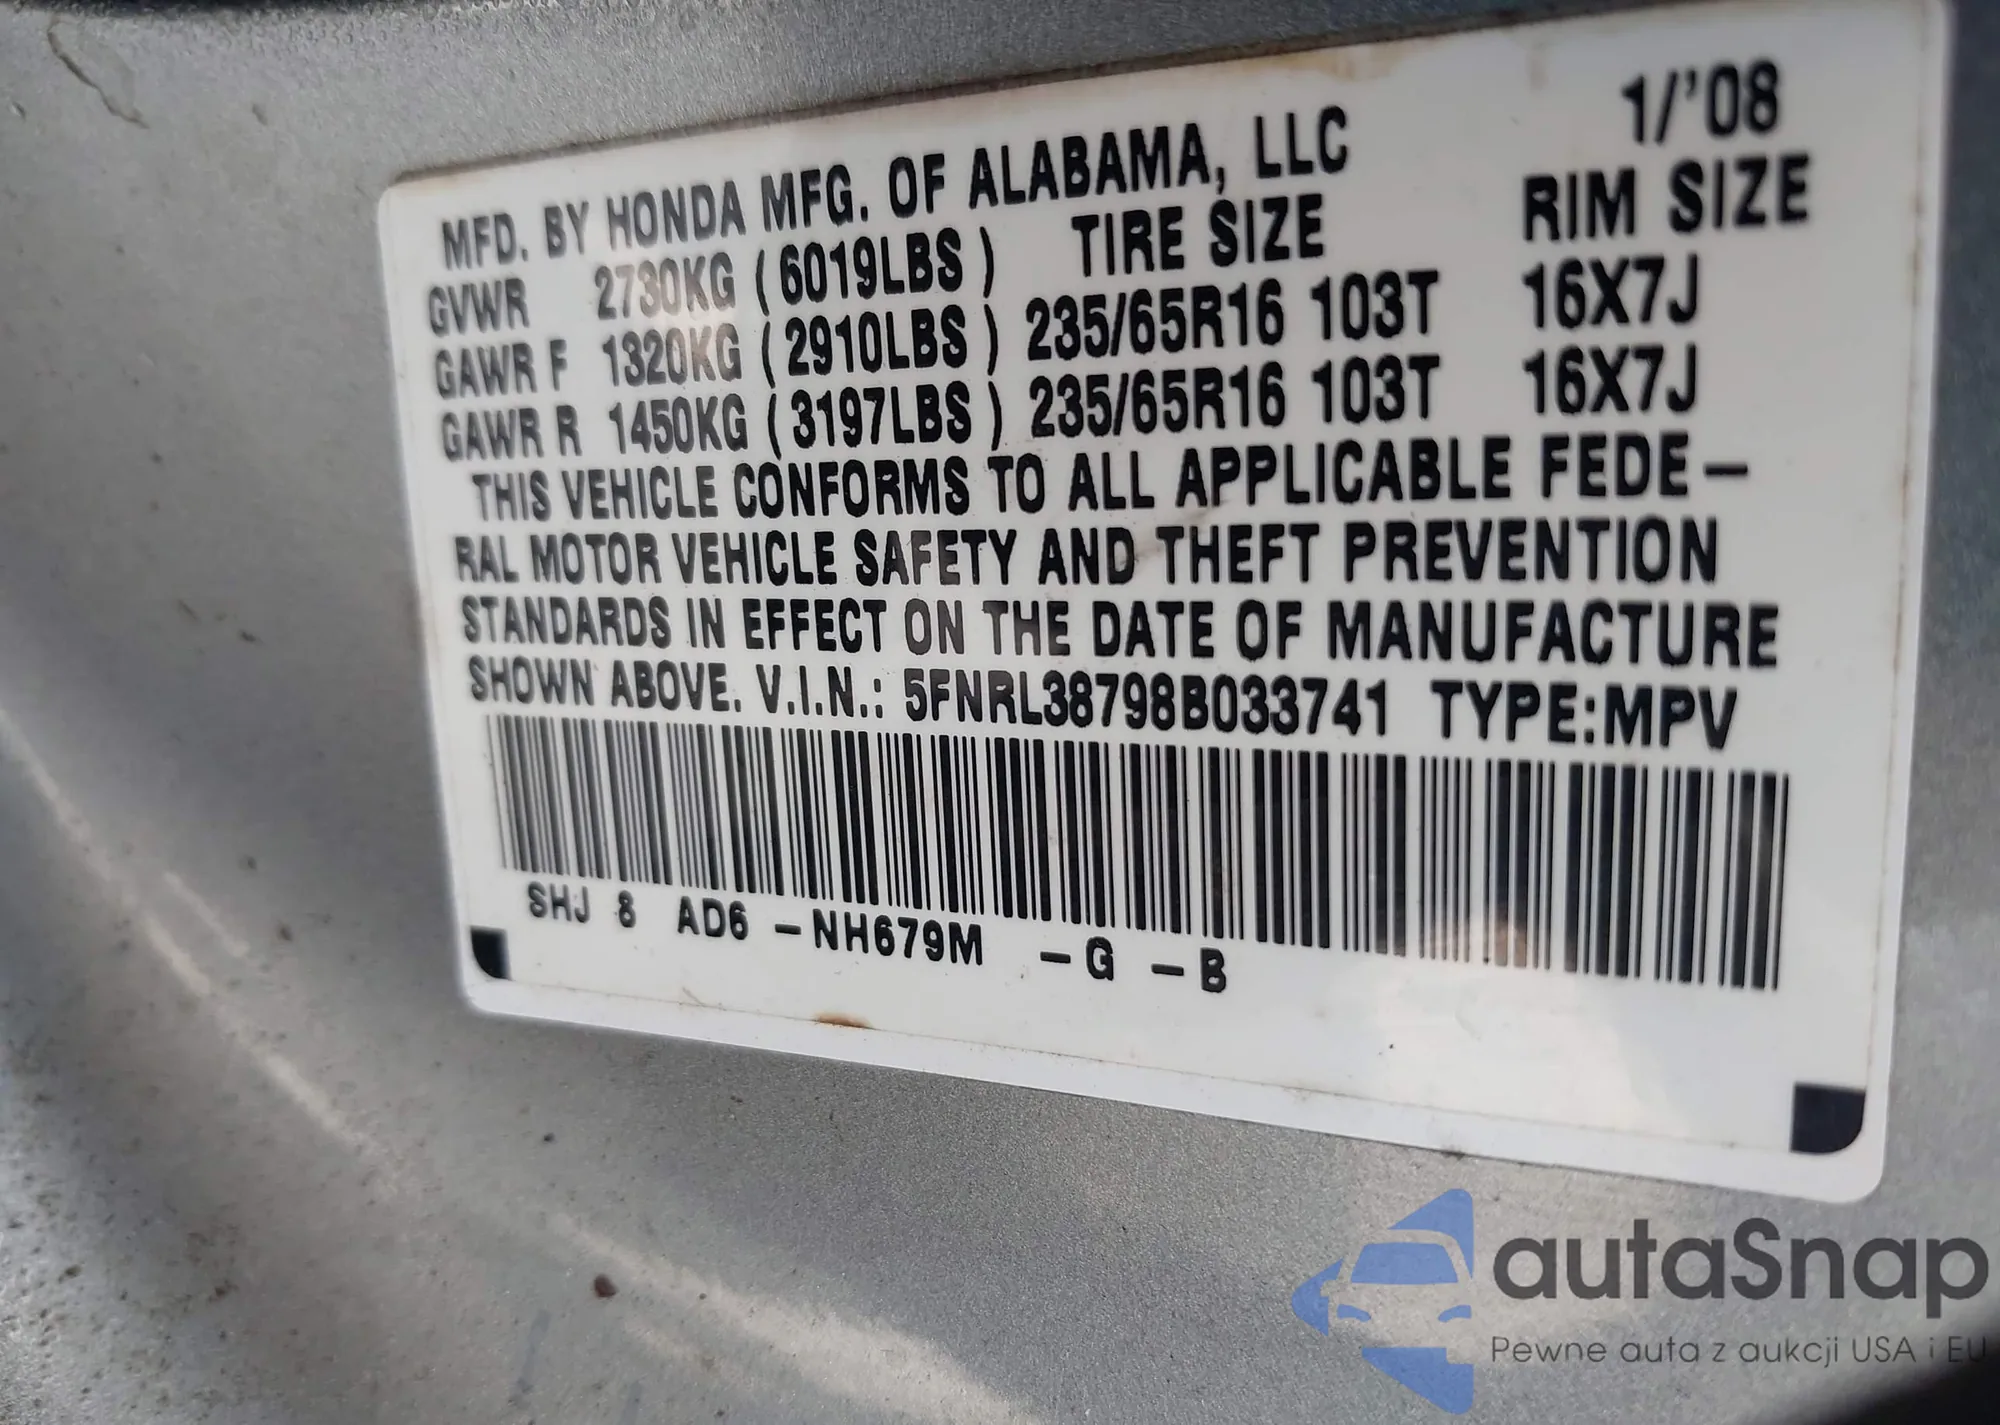 1/'08
MFD. BY HONDA MFG. OF ALABAMA, LLC
GVWR 2730KG (6019LBS) TIRE SIZE RIM SIZE
GAWR F 1320KG (2910LBS) 235/65R16 103T 16X7J
GAWR R 1450KG (3197LBS) 235/65R16 103T 16X7J
THIS VEHICLE CONFORMS TO ALL APPLICABLE FEDE-
RAL MOTOR VEHICLE SAFETY AND THEFT PREVENTION
STANDARDS IN EFFECT ON THE DATE OF MANUFACTURE
SHOWN ABOVE. V.I.N.: 5FNRL38798B033741 TYPE:MPV
SHJ 8 AD6 -NH679M -G -B
autaSnap
Pewne auta z aukcji USA i EU